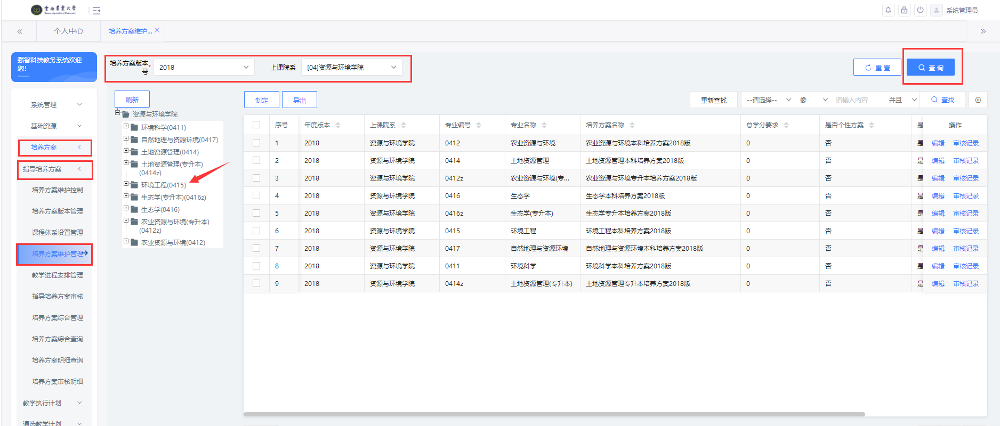 雲南農業大学
Yunnan Agricultural University
系统管理员
«
个人中心
培养方案维护...
»
强智科技教务系统欢迎
您!
培养方案版本
号
*
2018
上课院系
[04]资源与环境学院
重 置
查 询
系统管理
基础资源
培养方案
指导培养方案
培养方案维护控制
培养方案版本管理
课程体系设置管理
培养方案维护管理
教学进程安排管理
指导培养方案审核
培养方案综合管理
培养方案综合查询
培养方案明细查询
培养方案审核明细
教学执行计划
通选教学计划
刷新
资源与环境学院
环境科学(0411)
自然地理与资源环境(0417)
土地资源管理(0414)
土地资源管理(专升本)
(0414z)
环境工程(0415)
生态学(专升本)(0416z)
生态学(0416)
农业资源与环境(专升本)
(0412z)
农业资源与环境(0412)
制定
导出
重新查找
--请选择--
像
请输入内容
并且
查找
序号 年度版本 上课院系 专业编号 专业名称 培养方案名称 总学分要求 是否个性方案 是 操作
1 2018 资源与环境学院 0412 农业资源与环境 农业资源与环境本科培养方案2018版 0 否 是 编辑 审核记录
2 2018 资源与环境学院 0414 土地资源管理 土地资源管理本科培养方案2018版 0 否 是 编辑 审核记录
3 2018 资源与环境学院 0412z 农业资源与环境(专... 农业资源与环境专升本培养方案2018版 0 否 是 编辑 审核记录
4 2018 资源与环境学院 0416 生态学 生态学本科培养方案2018版 0 否 是 编辑 审核记录
5 2018 资源与环境学院 0416z 生态学(专升本) 生态学专升本培养方案2018版 0 否 是 编辑 审核记录
6 2018 资源与环境学院 0415 环境工程 环境工程本科培养方案2018版 0 否 是 编辑 审核记录
7 2018 资源与环境学院 0417 自然地理与资源环境 自然地理与资源环境本科培养方案2018版 0 否 是 编辑 审核记录
8 2018 资源与环境学院 0411 环境科学 环境科学本科培养方案2018版 0 否 是 编辑 审核记录
9 2018 资源与环境学院 0414z 土地资源管理(专升本) 土地资源管理专升本培养方案2018版 0 否 是 编辑 审核记录